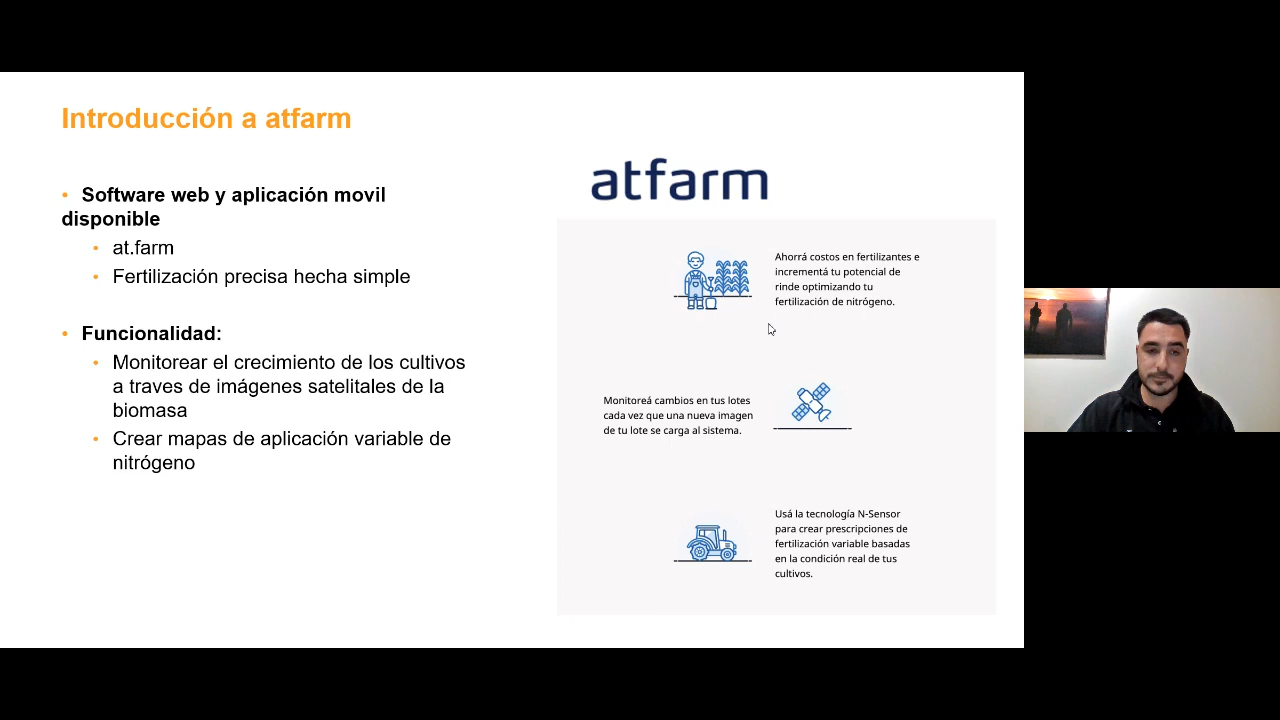 Introducción a atfarm
• Software web y aplicación movil
disponible
• at.farm
• Fertilización precisa hecha simple
• Funcionalidad:
• Monitorear el crecimiento de los cultivos
a traves de imágenes satelitales de la
biomasa
• Crear mapas de aplicación variable de
nitrógeno
atfarm
Ahorrá costos en fertilizantes e
incrementá tu potencial de
rinde optimizando tu
fertilización de nitrógeno.
Monitoreá cambios en tus lotes
cada vez que una nueva imagen
de tu lote se carga al sistema.
Usá la tecnología N-Sensor
para crear prescripciones de
fertilización variable basadas
en la condición real de tus
cultivos.